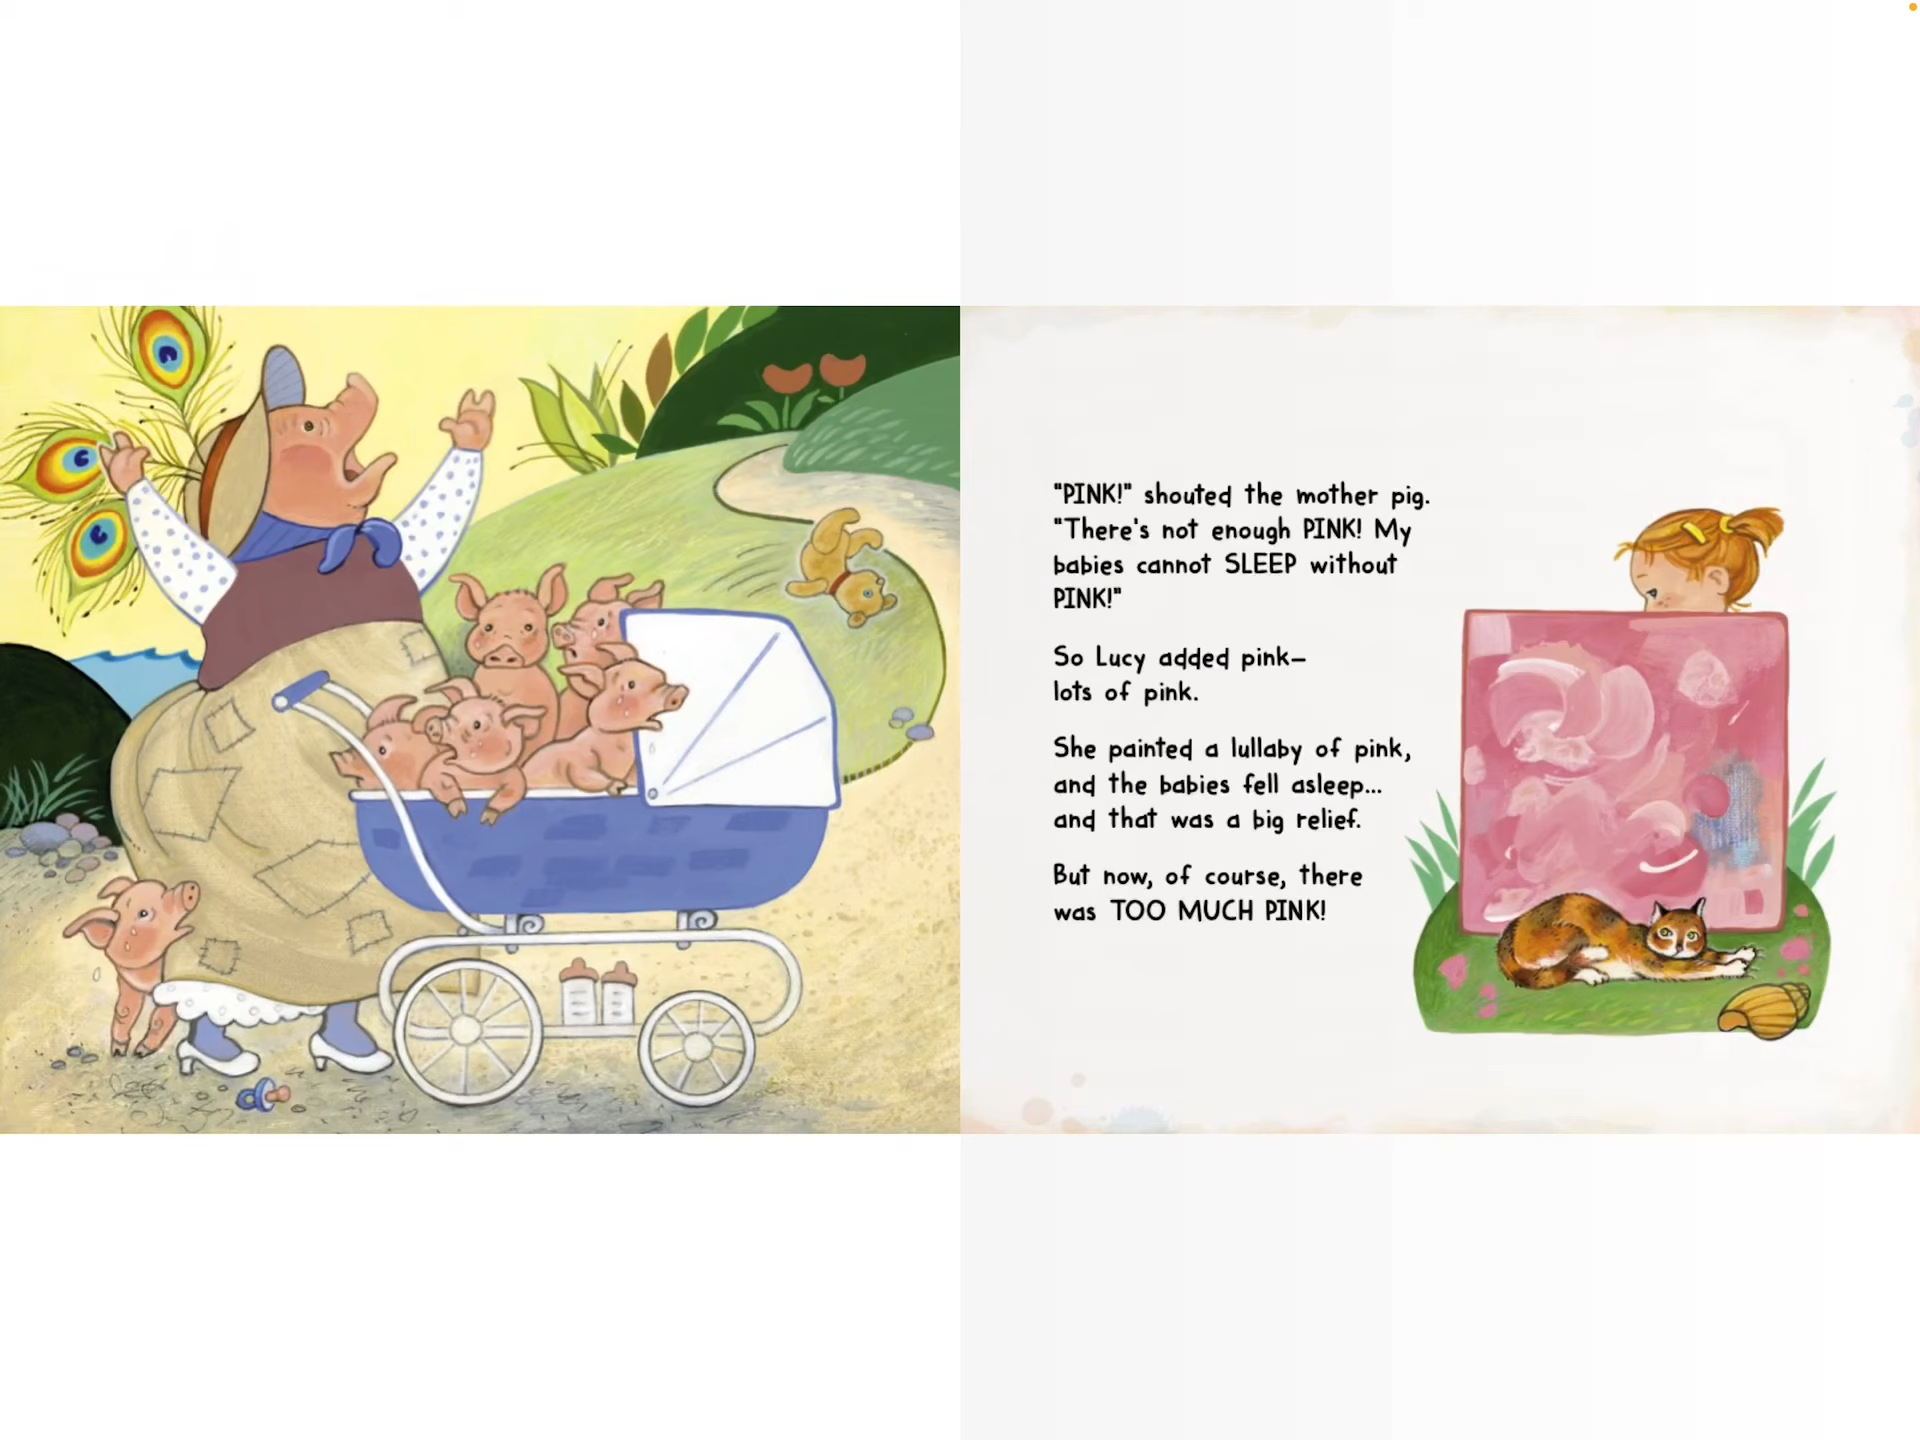 "PINK!" shouted the mother pig.
"There's not enough PINK! My
babies cannot SLEEP without
PINK!"
So Lucy added pink—
lots of pink.
She painted a lullaby of pink,
and the babies fell asleep...
and that was a big relief.
But now, of course, there
was TOO MUCH PINK!